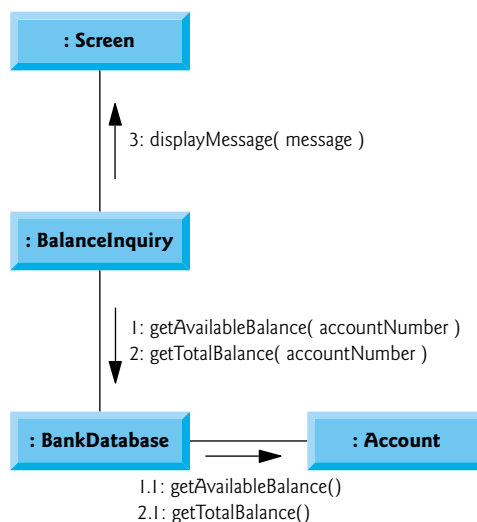 : Screen
3: displayMessage( message )
: BalanceInquiry
1: getAvailableBalance( accountNumber )
2: getTotalBalance( accountNumber )
: BankDatabase
: Account
1.1: getAvailableBalance()
2.1: getTotalBalance()